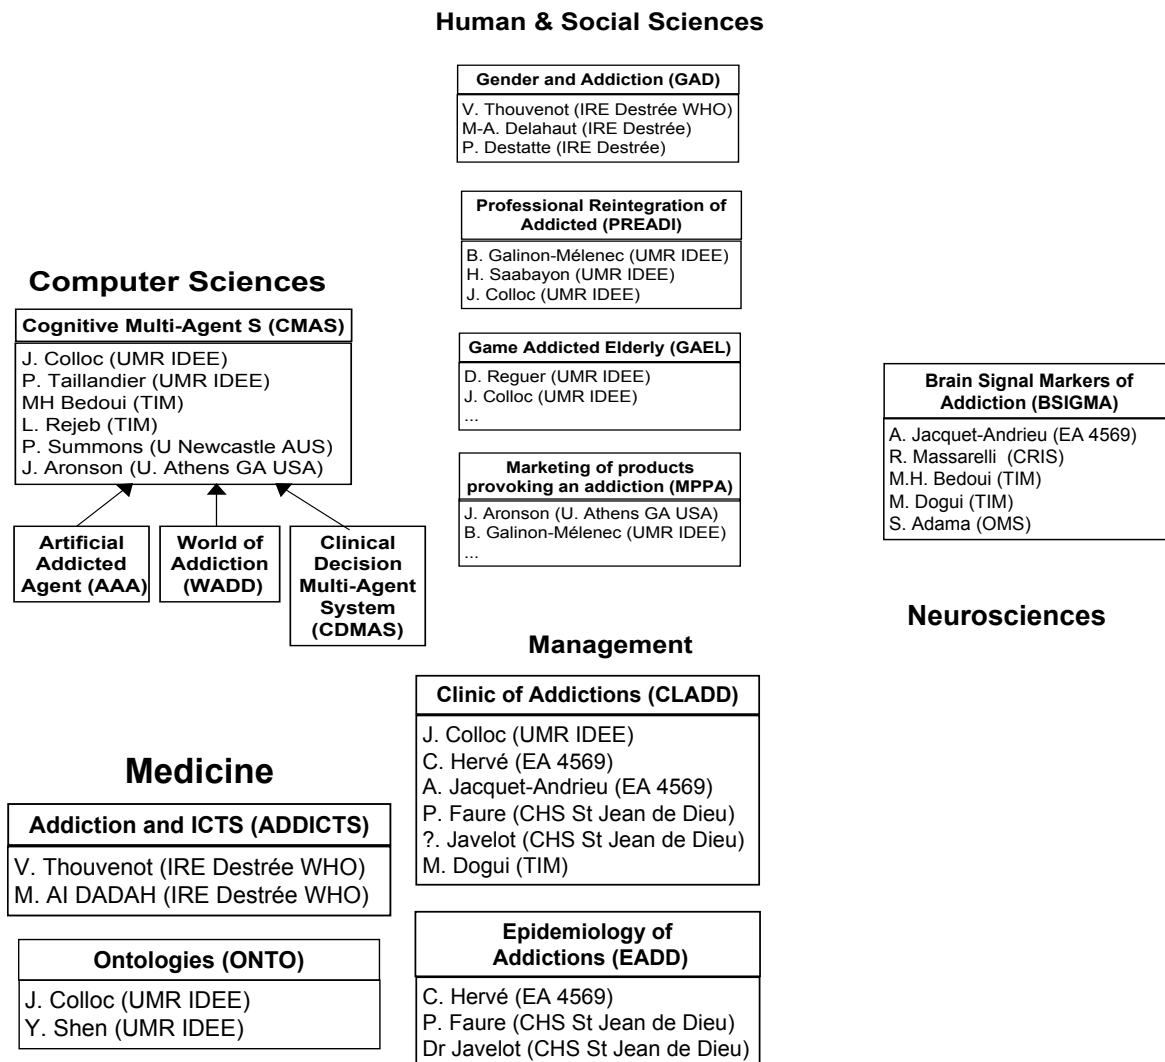 Human & Social Sciences
Gender and Addiction (GAD)
V. Thouvenot (IRE Destrée WHO)
M-A. Delahaut (IRE Destrée)
P. Destatte (IRE Destrée)
Professional Reintegration of
Addicted (PREADI)
B. Galinon-Mélenec (UMR IDEE)
H. Saabayon (UMR IDEE)
J. Colloc (UMR IDEE)
Computer Sciences
Cognitive Multi-Agent S (CMAS)
J. Colloc (UMR IDEE)
P. Taillandier (UMR IDEE)
MH Bedoui (TIM)
L. Rejeb (TIM)
P. Summons (U Newcastle AUS)
J. Aronson (U. Athens GA USA)
Artificial
Addicted
Agent (AAA)
World of
Addiction
(WADD)
Clinical
Decision
Multi-Agent
System
(CDMAS)
Game Addicted Elderly (GAEL)
D. Reguer (UMR IDEE)
J. Colloc (UMR IDEE)
...
Marketing of products
provoking an addiction (MPPA)
J. Aronson (U. Athens GA USA)
B. Galinon-Mélenec (UMR IDEE)
...
Brain Signal Markers of
Addiction (BSIGMA)
A. Jacquet-Andrieu (EA 4569)
R. Massarelli (CRIS)
M.H. Bedoui (TIM)
M. Dogui (TIM)
S. Adama (OMS)
Neurosciences
Management
Clinic of Addictions (CLADD)
J. Colloc (UMR IDEE)
C. Hervé (EA 4569)
A. Jacquet-Andrieu (EA 4569)
P. Faure (CHS St Jean de Dieu)
?. Javelot (CHS St Jean de Dieu)
M. Dogui (TIM)
Medicine
Addiction and ICTS (ADDICTS)
V. Thouvenot (IRE Destrée WHO)
M. Al DADAH (IRE Destrée WHO)
Ontologies (ONTO)
J. Colloc (UMR IDEE)
Y. Shen (UMR IDEE)
Epidemiology of
Addictions (EADD)
C. Hervé (EA 4569)
P. Faure (CHS St Jean de Dieu)
Dr Javelot (CHS St Jean de Dieu)